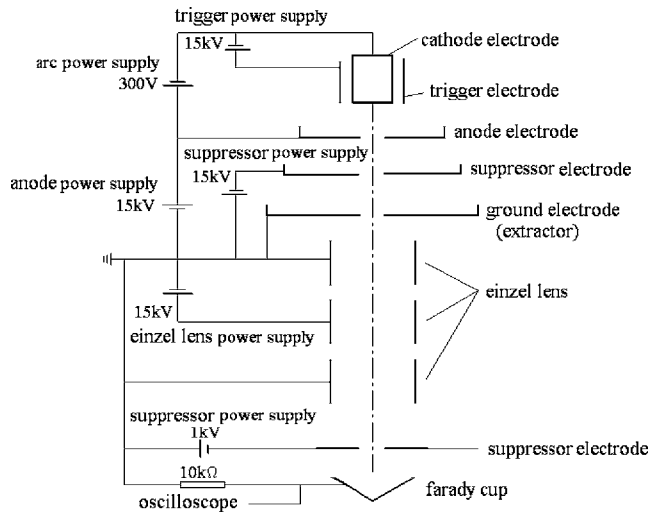 trigger power supply
15kV
cathode electrode
arc power supply
300V
trigger electrode
anode electrode
suppressor power supply
15kV
suppressor electrode
anode power supply
15kV
ground electrode
(extractor)
15kV
einzel lens
einzel lens power supply
suppressor power supply
1kV
suppressor electrode
10kΩ
oscilloscope
farady cup